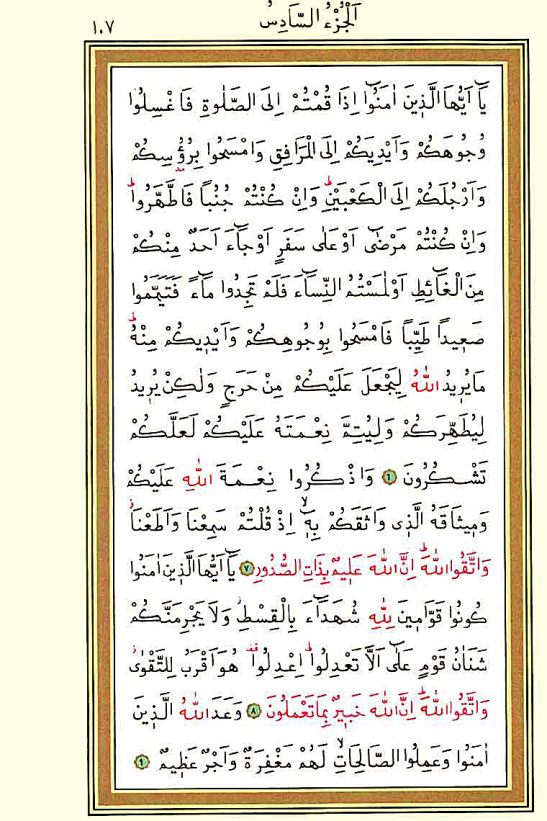 اَلْجُزْءُ السَّادِسُ
١٠٧
يَٓا اَيُّهَا الَّذ۪ينَ اٰمَنُٓوا اِذَا قُمْتُمْ اِلَى الصَّلٰوةِ فَاغْسِلُوا
وُجُوهَكُمْ وَاَيْدِيَكُمْ اِلَى الْمَرَافِقِ وَامْسَحُوا بِرُؤُ۫سِكُمْ
وَاَرْجُلَكُمْ اِلَى الْكَعْبَيْنِۜ وَاِنْ كُنْتُمْ جُنُباً فَاطَّهَّرُواۜ
وَاِنْ كُنْتُمْ مَرْضٰٓى اَوْ عَلٰى سَفَرٍ اَوْ جَٓاءَ اَحَدٌ مِنْكُمْ
مِنَ الْغَٓائِطِ اَوْ لٰمَسْتُمُ النِّسَٓاءَ فَلَمْ تَجِدُوا مَٓاءً فَتَيَمَّمُوا
صَع۪يداً طَيِّباً فَامْسَحُوا بِوُجُوهِكُمْ وَاَيْد۪يكُمْ مِنْهُۜ
مَا يُر۪يدُ اللّٰهُ لِيَجْعَلَ عَلَيْكُمْ مِنْ حَرَجٍ وَلٰكِنْ يُر۪يدُ
لِيُطَهِّرَكُمْ وَلِيُتِمَّ نِعْمَتَهُ عَلَيْكُمْ لَعَلَّكُمْ
تَشْكُرُونَ ٦ وَاذْكُرُوا نِعْمَةَ اللّٰهِ عَلَيْكُمْ
وَم۪يثَاقَهُ الَّذ۪ي وَاثَقَكُمْ بِه۪ٓۙ اِذْ قُلْتُمْ سَمِعْنَا وَاَطَعْنَاۘ
وَاتَّقُوا اللّٰهَۜ اِنَّ اللّٰهَ عَل۪يمٌ بِذَاتِ الصُّدُورِ ٧ يَٓا اَيُّهَا الَّذ۪ينَ اٰمَنُوا
كُونُوا قَوَّام۪ينَ لِلّٰهِ شُهَدَٓاءَ بِالْقِسْطِۘ وَلَا يَجْرِمَنَّكُمْ
شَنَاٰنُ قَوْمٍ عَلٰٓى اَلَّا تَعْدِلُواۜ اِعْدِلُوا۠ هُوَ اَقْرَبُ لِلتَّقْوٰىۘ
وَاتَّقُوا اللّٰهَۜ اِنَّ اللّٰهَ خَب۪يرٌ بِمَا تَعْمَلُونَ ٨ وَعَدَ اللّٰهُ الَّذ۪ينَ
اٰمَنُوا وَعَمِلُوا الصَّالِحَاتِۙ لَهُمْ مَغْفِرَةٌ وَاَجْرٌ عَظ۪يمٌ ٩